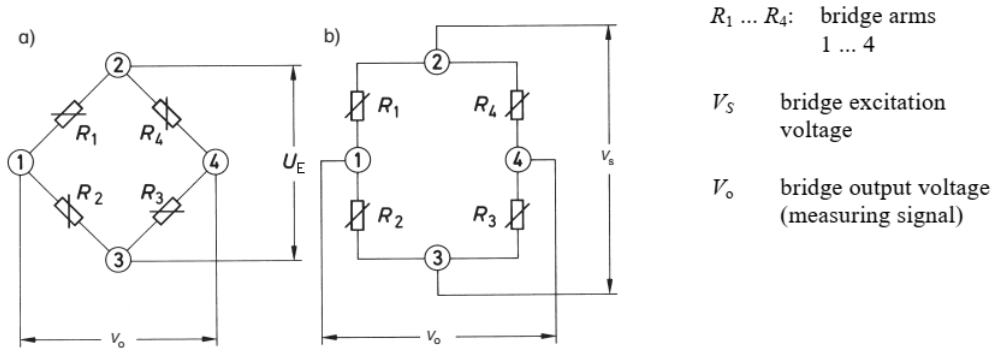 a)
2
R1
R4
1
4
UE
R2
R3
3
Vo
b)
2
R1
R4
1
4
Vs
R2
R3
3
Vo
R1 ... R4: bridge arms
1 ... 4
VS bridge excitation
voltage
Vo bridge output voltage
(measuring signal)